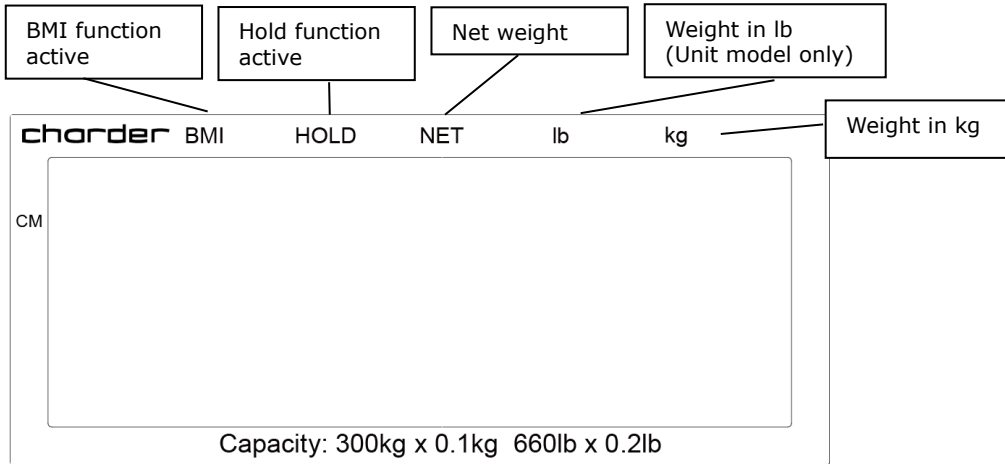 BMI function
active
Hold function
active
Net weight
Weight in lb
(Unit model only)
Weight in kg
charder BMI HOLD NET lb kg
CM
Capacity: 300kg x 0.1kg 660lb x 0.2lb